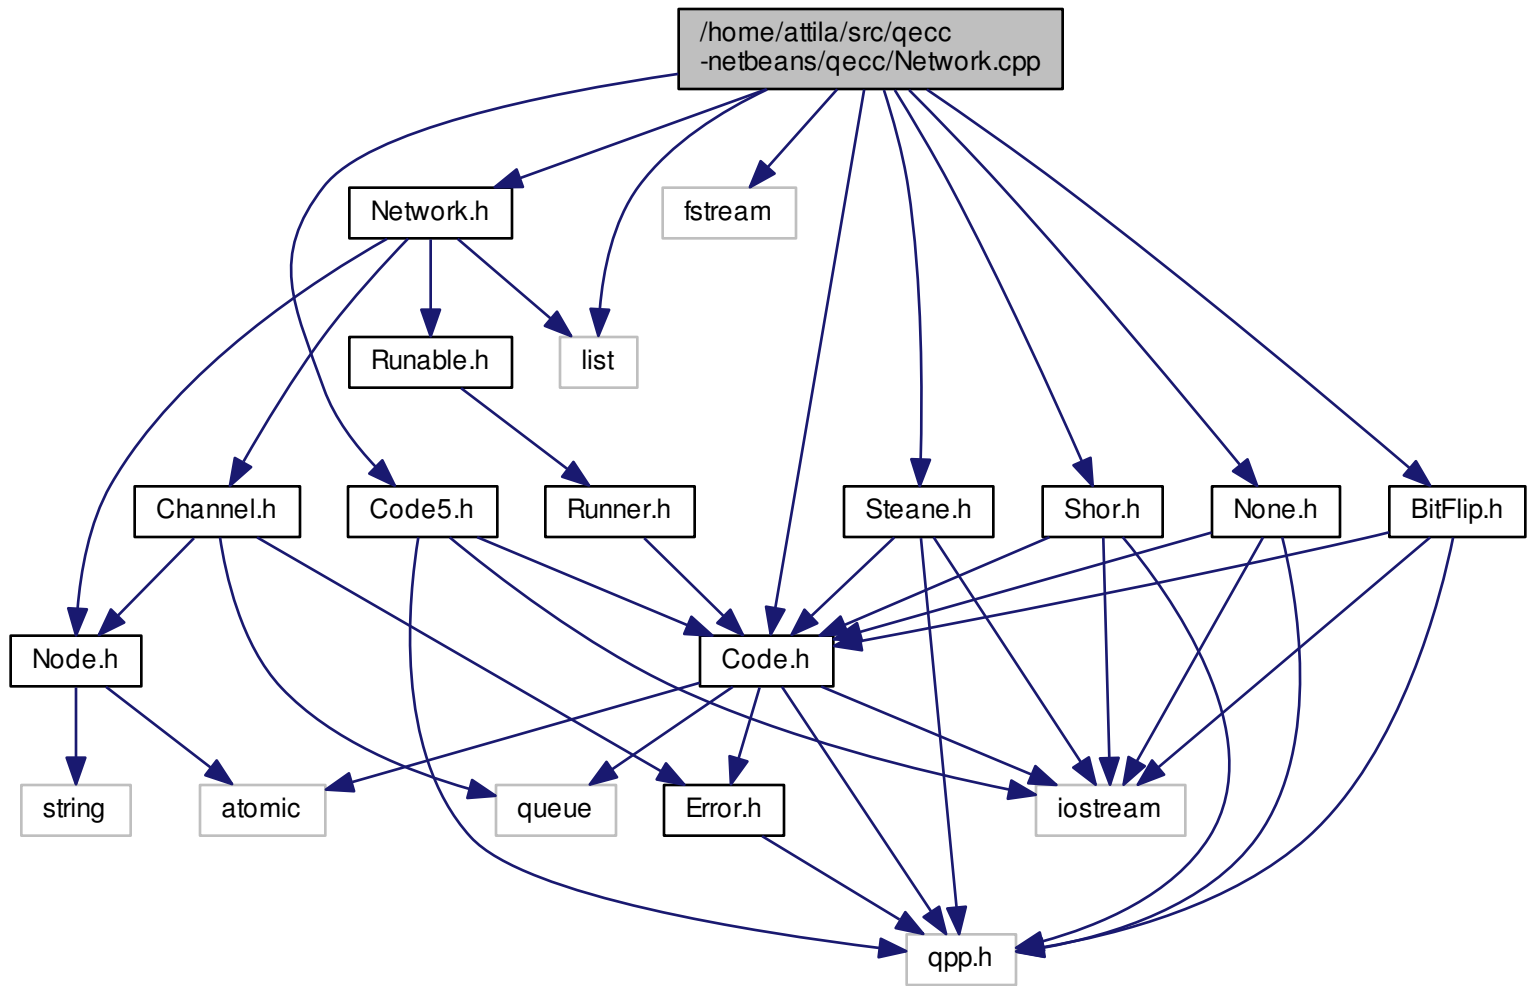 /home/attila/src/qecc
-netbeans/qecc/Network.cpp
Network.h
fstream
Runable.h
list
Channel.h
Code5.h
Runner.h
Steane.h
Shor.h
None.h
BitFlip.h
Node.h
Code.h
string
atomic
queue
Error.h
iostream
qpp.h